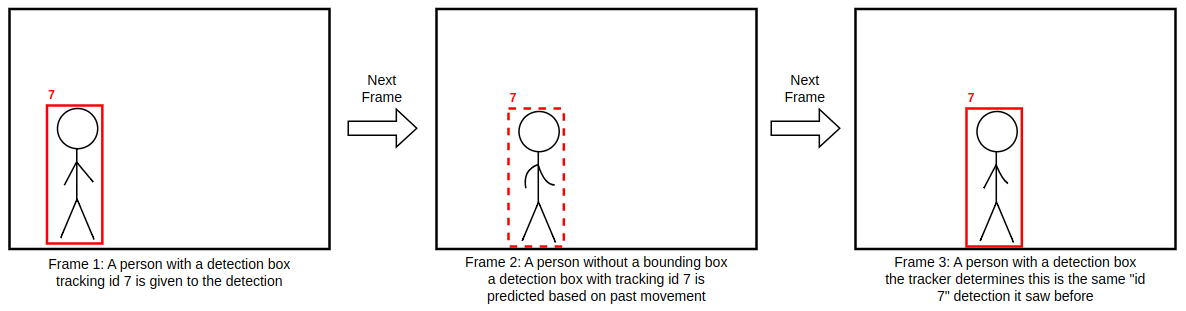 7
Frame 1: A person with a detection box
tracking id 7 is given to the detection
Next
Frame
7
Frame 2: A person without a bounding box
a detection box with tracking id 7 is
predicted based on past movement
Next
Frame
7
Frame 3: A person with a detection box
the tracker determines this is the same "id
7" detection it saw before